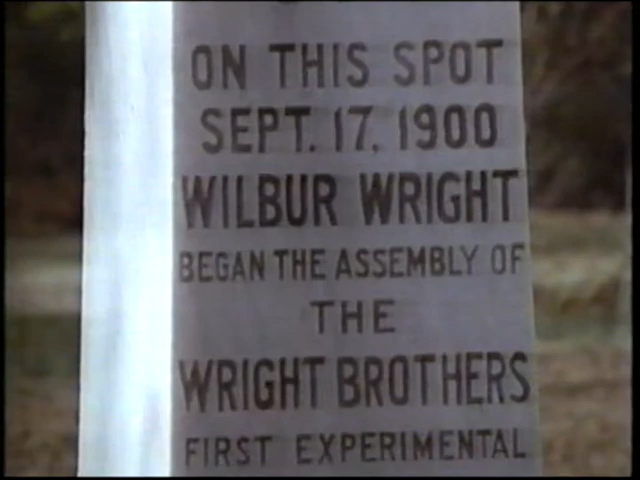 ON THIS SPOT
SEPT. 17, 1900
WILBUR WRIGHT
BEGAN THE ASSEMBLY OF
THE
WRIGHT BROTHERS
FIRST EXPERIMENTAL